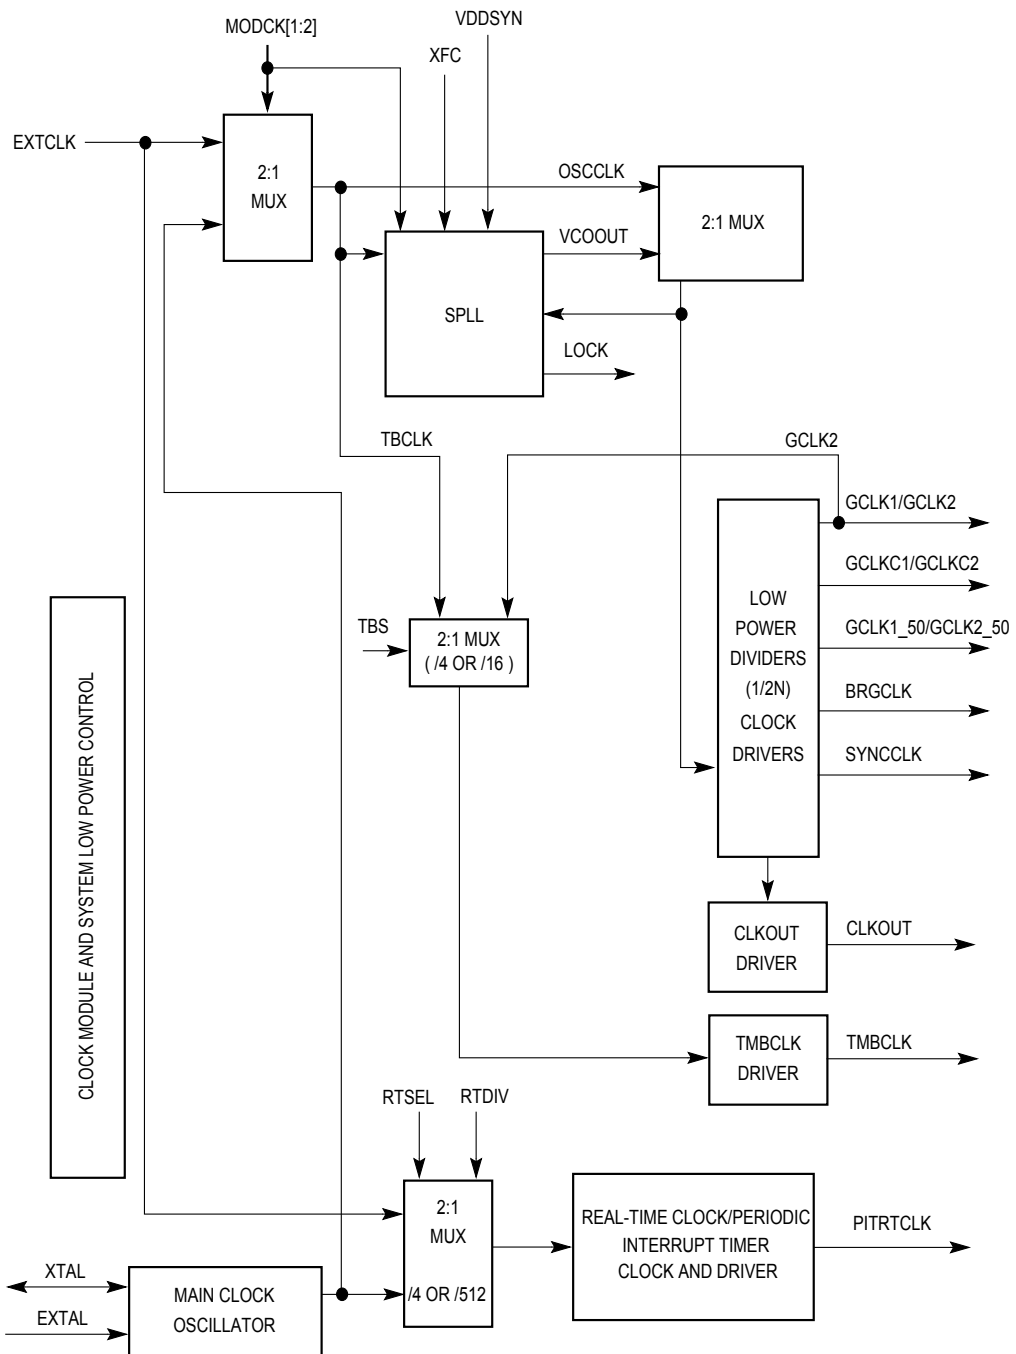 VDDSYN
MODCK[1:2]
XFC
EXTCLK
2:1
MUX
OSCCLK
2:1 MUX
VCOOUT
SPLL
LOCK
TBCLK
GCLK2
GCLK1/GCLK2
GCLKC1/GCLKC2
LOW
POWER
DIVIDERS
(1/2N)
CLOCK
DRIVERS
TBS
2:1 MUX
( /4 OR /16 )
GCLK1_50/GCLK2_50
BRGCLK
SYNCCLK
CLOCK MODULE AND SYSTEM LOW POWER CONTROL
CLKOUT
DRIVER
CLKOUT
TMBCLK
DRIVER
TMBCLK
RTSEL
RTDIV
2:1
MUX
/4 OR /512
REAL-TIME CLOCK/PERIODIC
INTERRUPT TIMER
CLOCK AND DRIVER
PITRTCLK
XTAL
EXTAL
MAIN CLOCK
OSCILLATOR